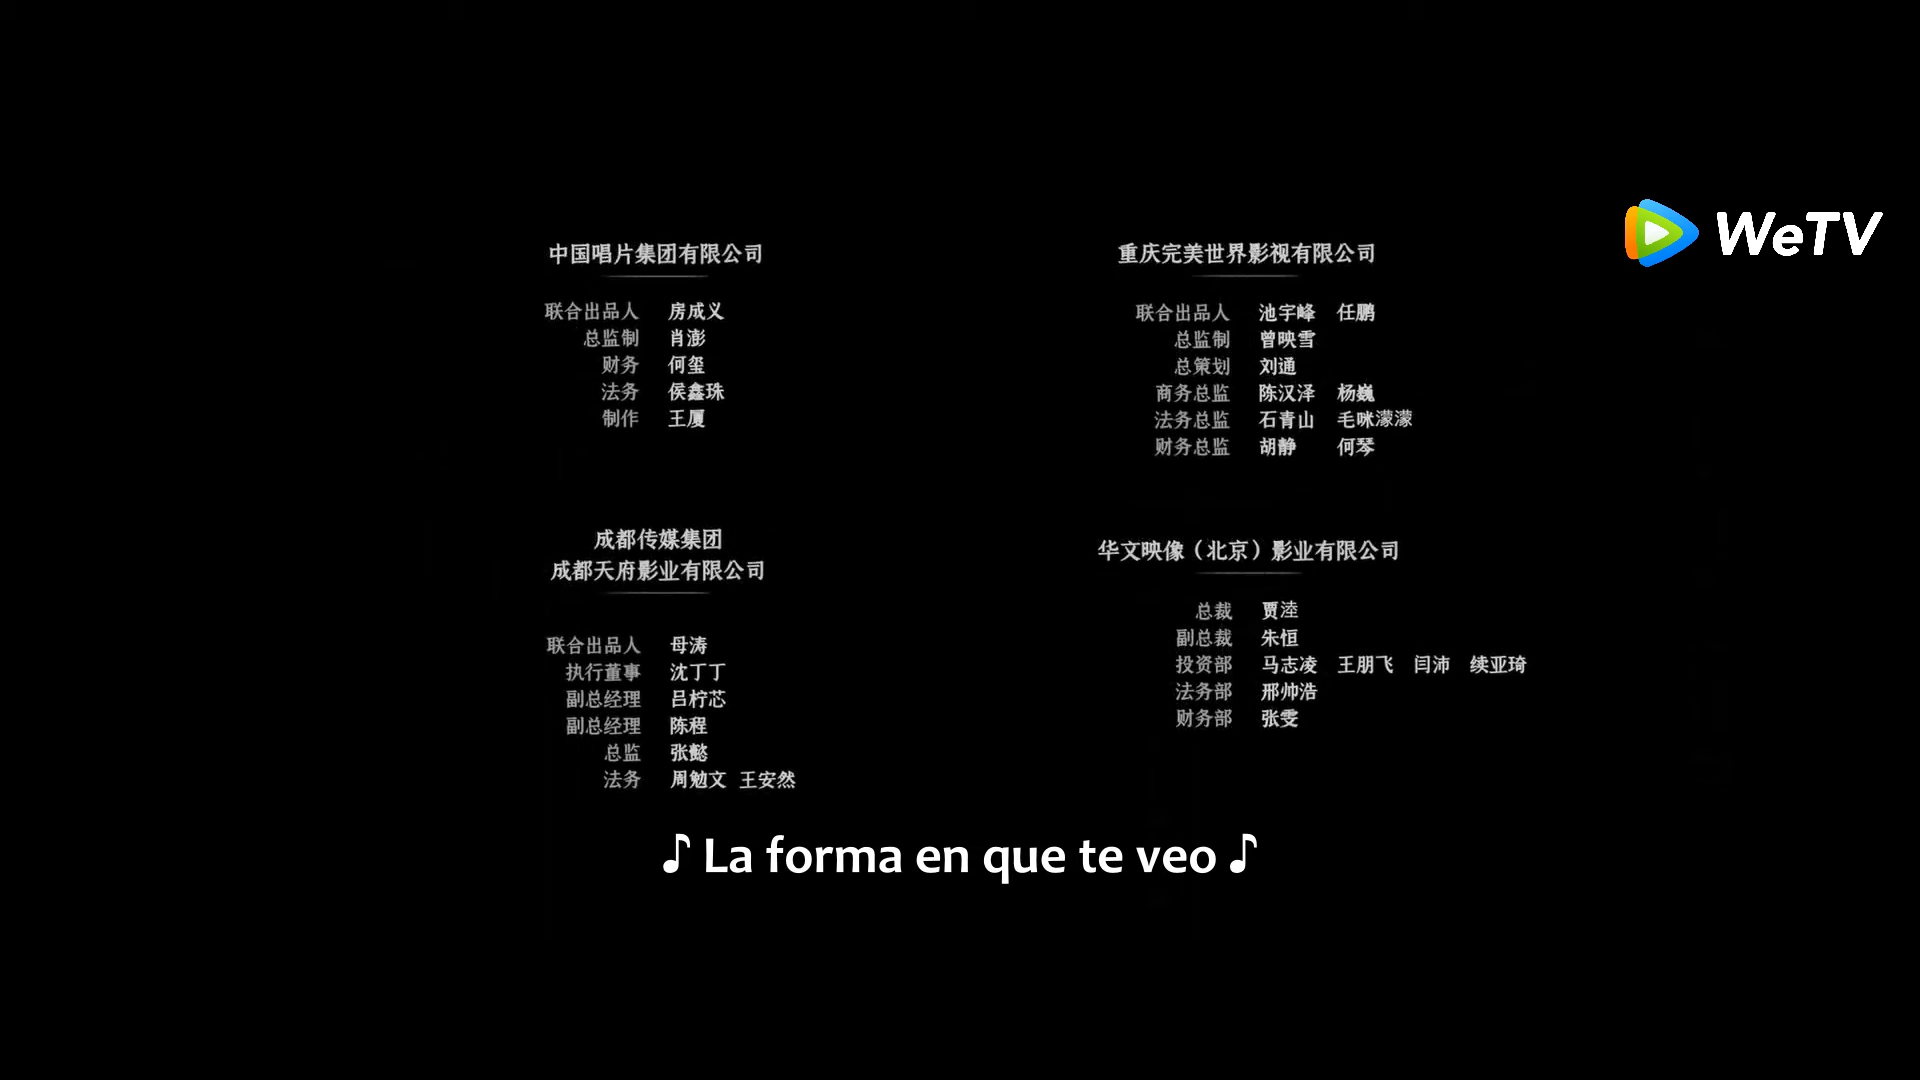 WeTV
中国唱片集团有限公司
联合出品人 房成义
总监制 肖澎
财务 何玺
法务 侯鑫珠
制作 王厦
重庆完美世界影视有限公司
联合出品人 池宇峰 任鹏
总监制 曾映雪
总策划 刘通
商务总监 陈汉泽 杨巍
法务总监 石青山 毛咪濛濛
财务总监 胡静 何琴
成都传媒集团
成都天府影业有限公司
联合出品人 母涛
执行董事 沈丁丁
副总经理 吕柠芯
副总经理 陈程
总监 张懿
法务 周勉文 王安然
华文映像（北京）影业有限公司
总裁
副总裁 朱恒
投资部 马志凌 王朋飞 闫沛 续亚琦
法务部 邢帅浩
财务部 张雯
♪ La forma en que te veo ♪